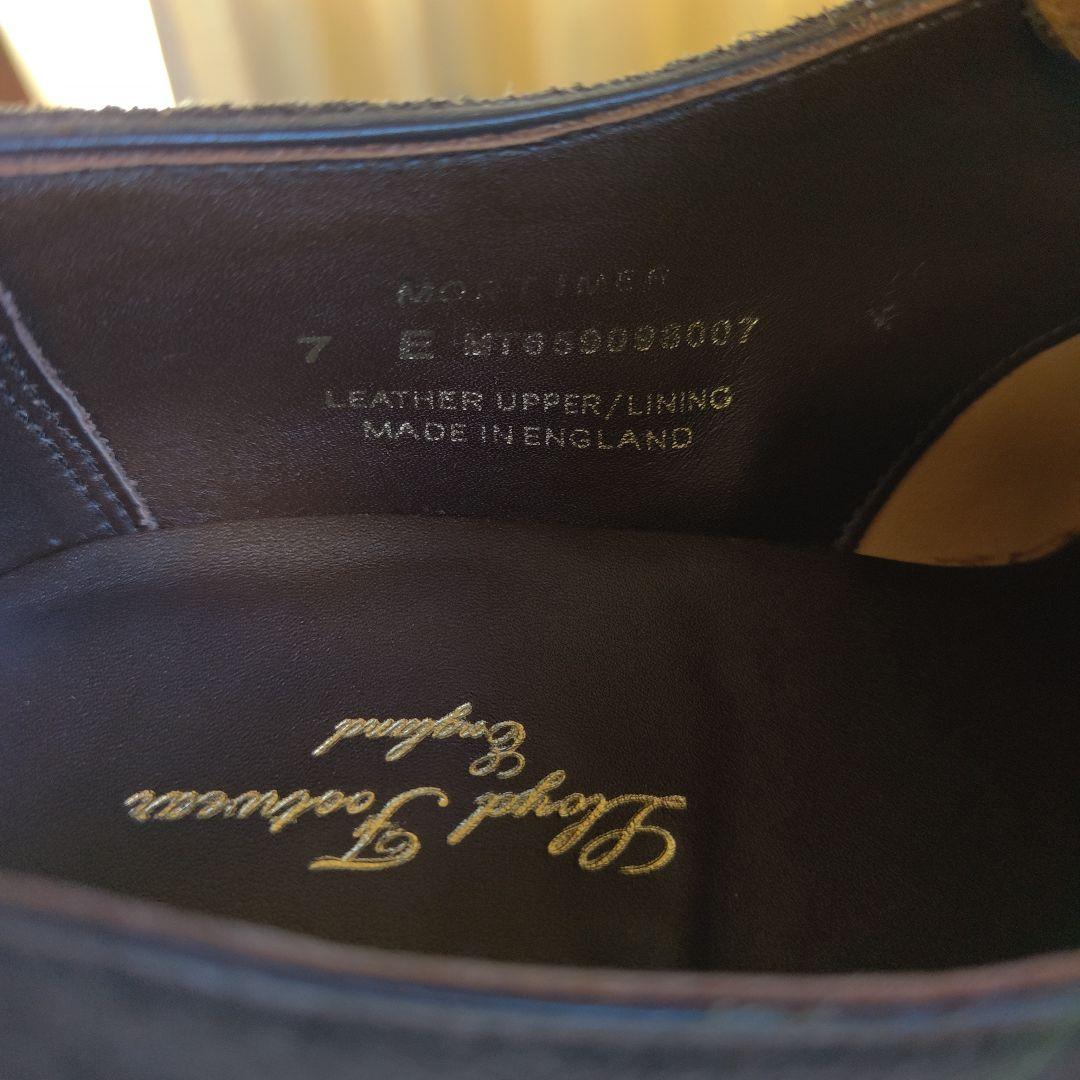 MORTIMER
7 E
LEATHER UPPER/LINING
MADE IN ENGLAND
Lloyd Footwear
England